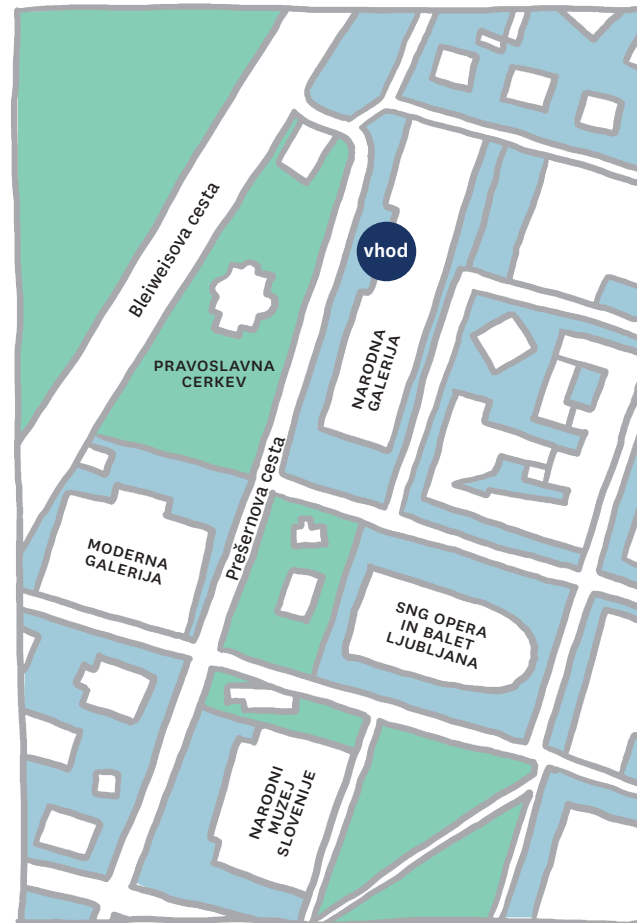 vhod
Bleiweisova cesta
PRAVOSLAVNA
CERKEV
NARODNA
GALERIJA
Prešernova cesta
MODERNA
GALERIJA
SNG OPERA
IN BALET
LJUBLJANA
NARODNI
MUZEJ
SLOVENIJE